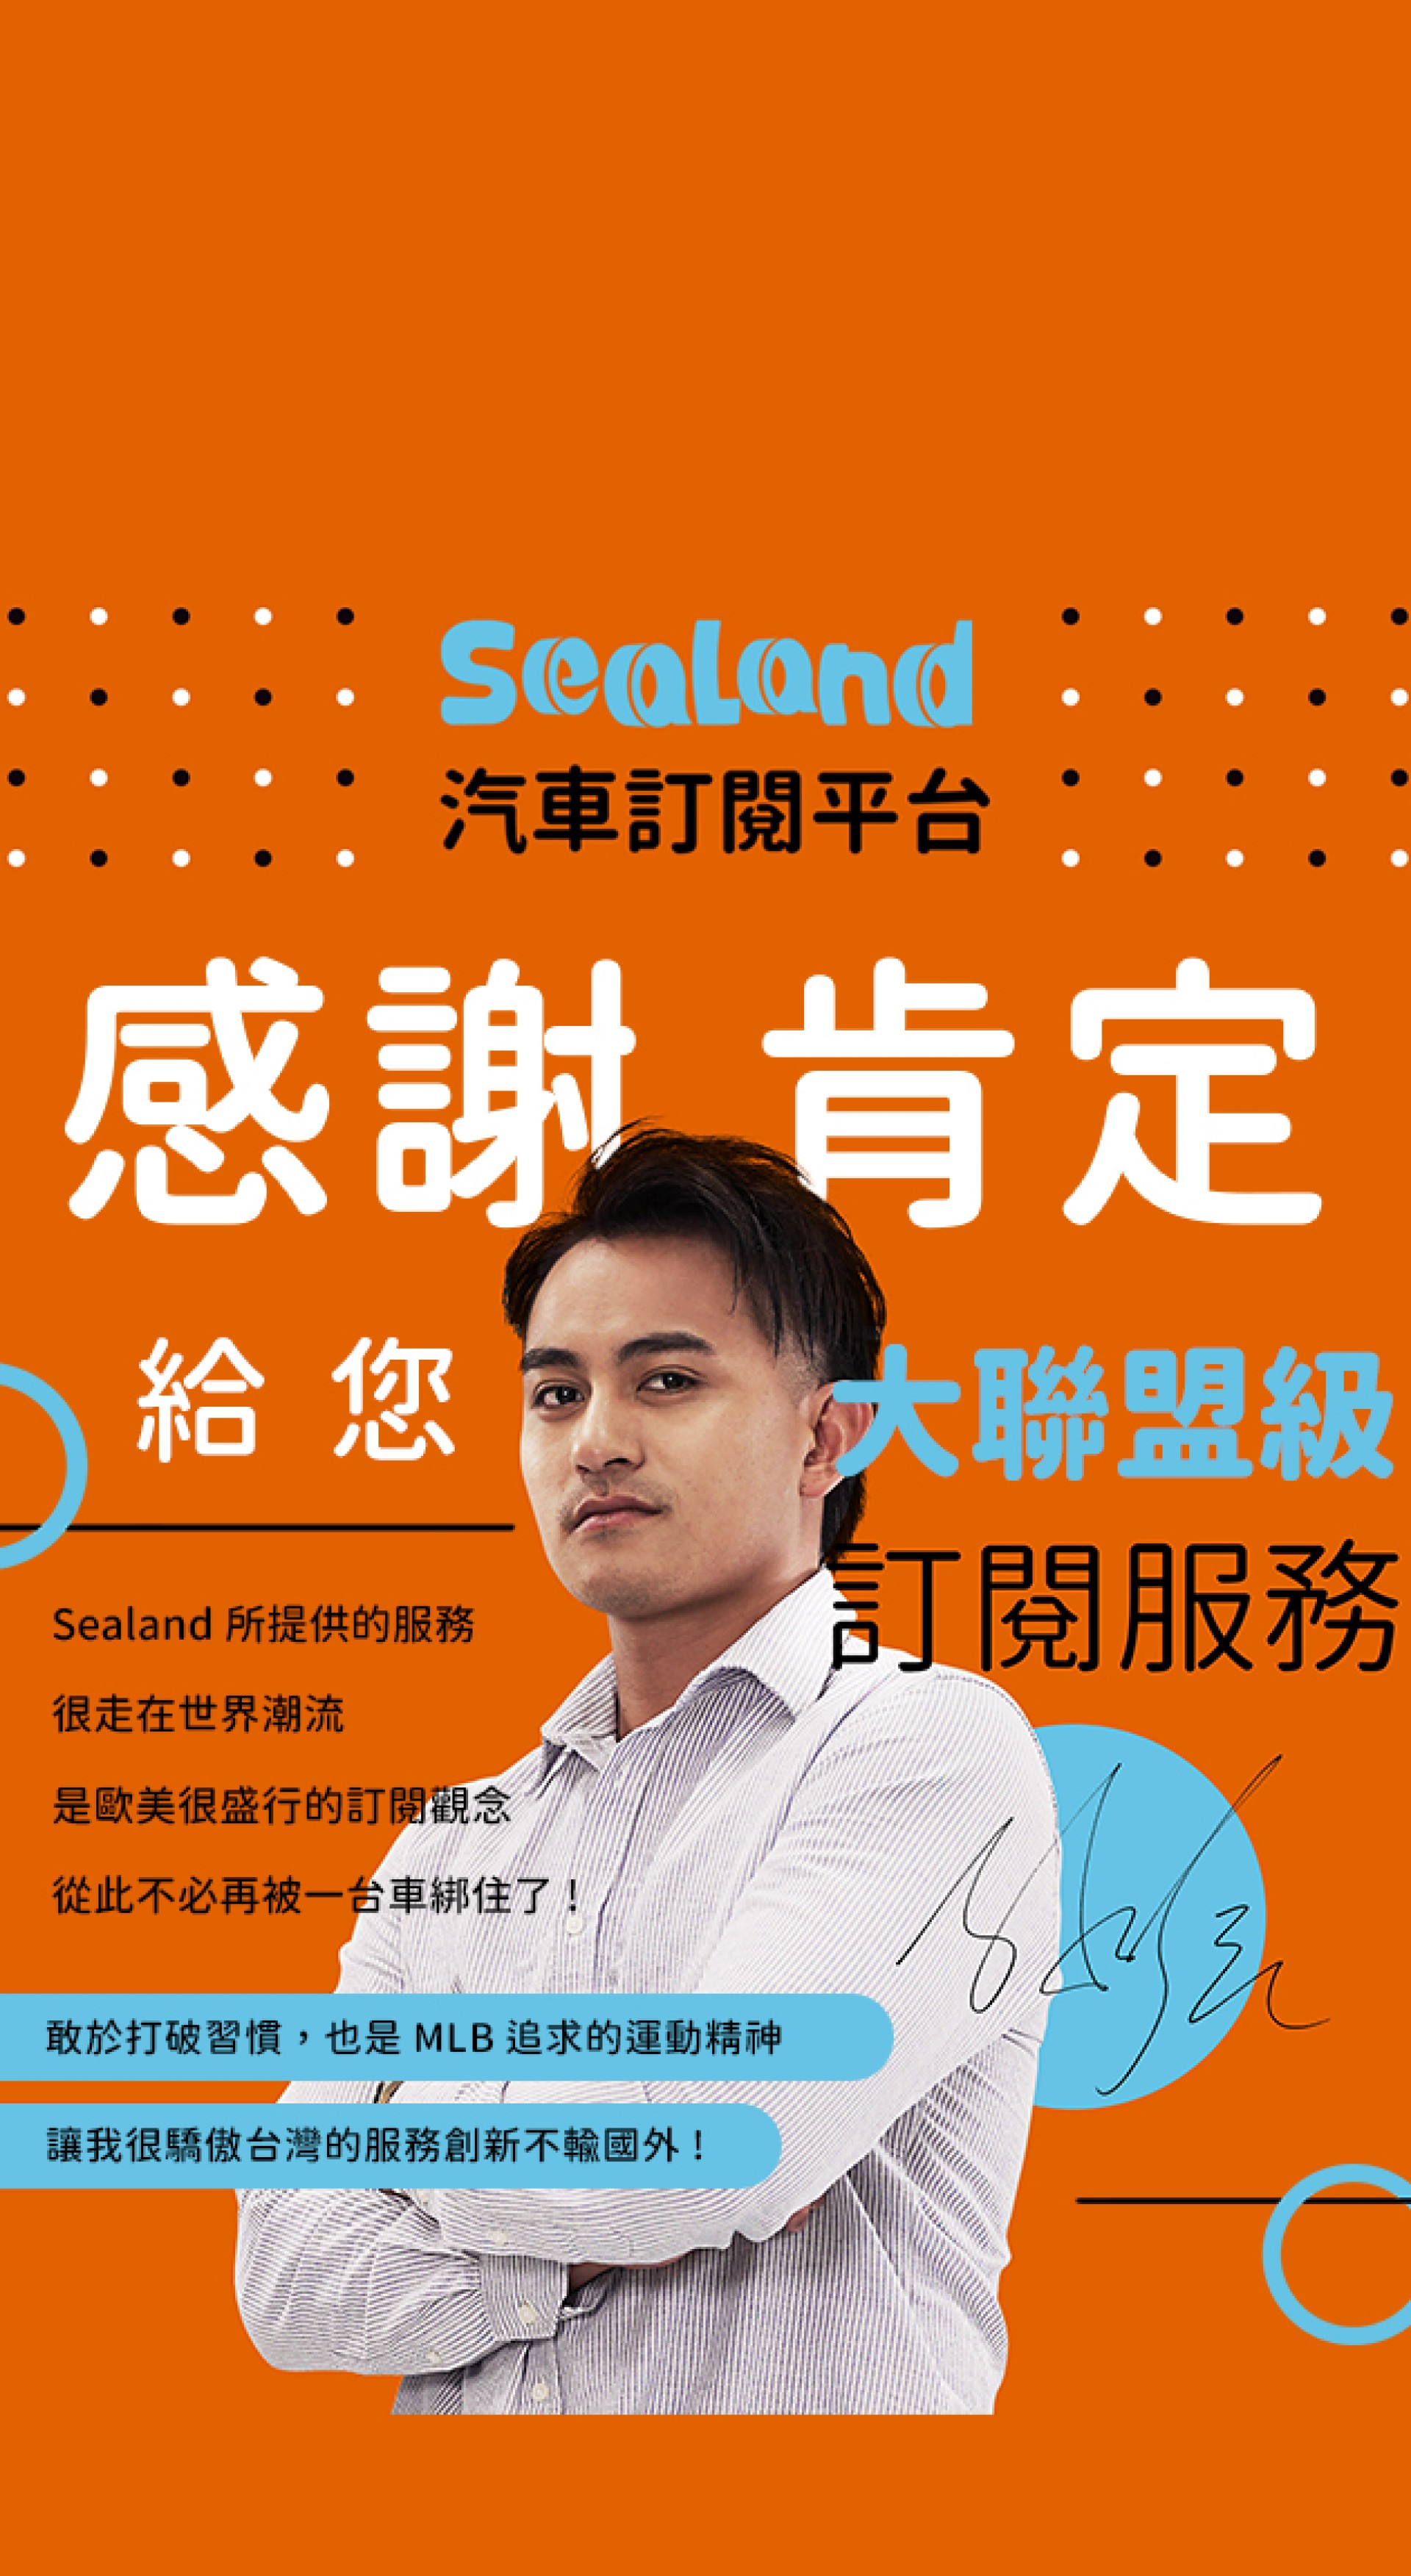 Sealand
汽車訂閱平台
感謝 肯定
給您
大聯盟級
訂閱服務
Sealand 所提供的服務
很走在世界潮流
是歐美很盛行的訂閱觀念
從此不必再被一台車綁住了！
敢於打破習慣，也是 MLB 追求的運動精神
讓我很驕傲台灣的服務創新不輸國外！